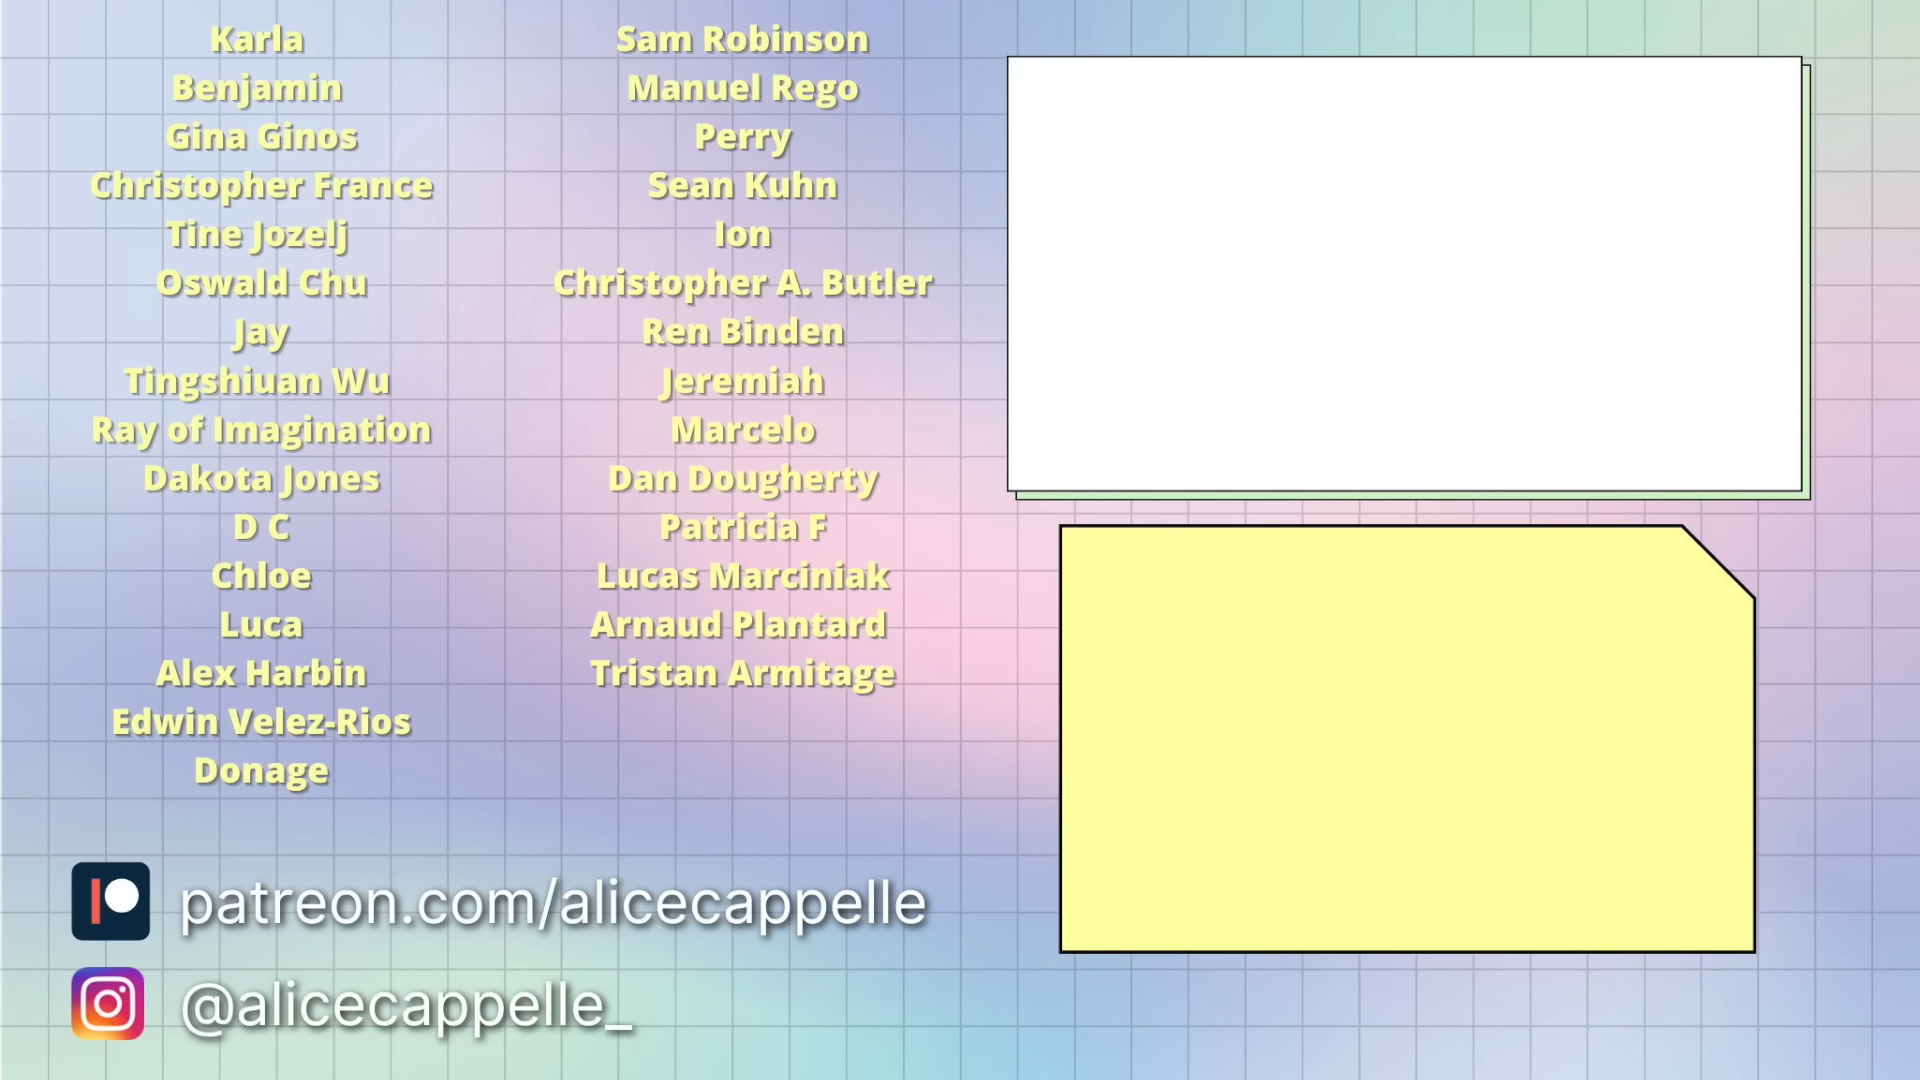 Karla
Benjamin
Gina Ginos
Christopher France
Tine Jozelj
Oswald Chu
Jay
Tingshiuan Wu
Ray of Imagination
Dakota Jones
D C
Chloe
Luca
Alex Harbin
Edwin Velez-Rios
Donage
Sam Robinson
Manuel Rego
Perry
Sean Kuhn
Ion
Christopher A. Butler
Ren Binden
Jeremiah
Marcelo
Dan Dougherty
Patricia F
Lucas Marciniak
Arnaud Plantard
Tristan Armitage
patreon.com/alicecappelle
@alicecappelle_